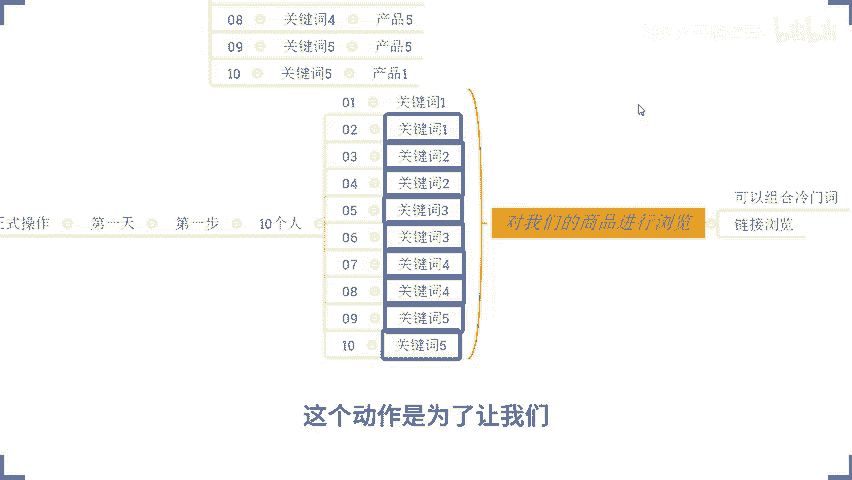 08 关键词4 产品5
09 关键词5 产品5
10 关键词5 产品1
01 关键词1
02 关键词1
03 关键词2
04 关键词2
05 关键词3
06 关键词3
07 关键词4
08 关键词4
09 关键词5
10 关键词5
正式操作 第一天 第一步 10个人
对我们的商品进行浏览
可以组合冷门词
链接浏览
这个动作是为了让我们